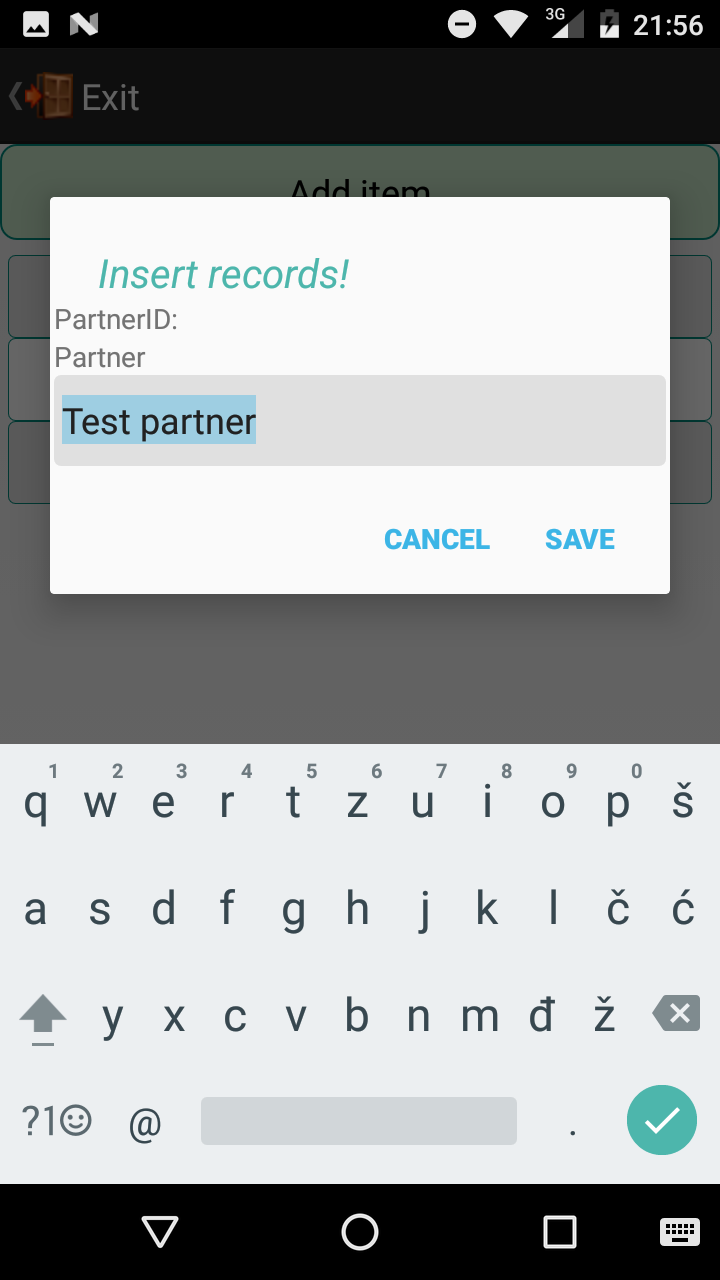 3G 21:56
Exit
Add item
Insert records!
PartnerID:
Partner
Test partner
CANCEL SAVE
1 2 3 4 5 6 7 8 9 0
q w e r t z u i o p š
a s d f g h j k l č ć
y x c v b n m đ ž
?1☺ @ .